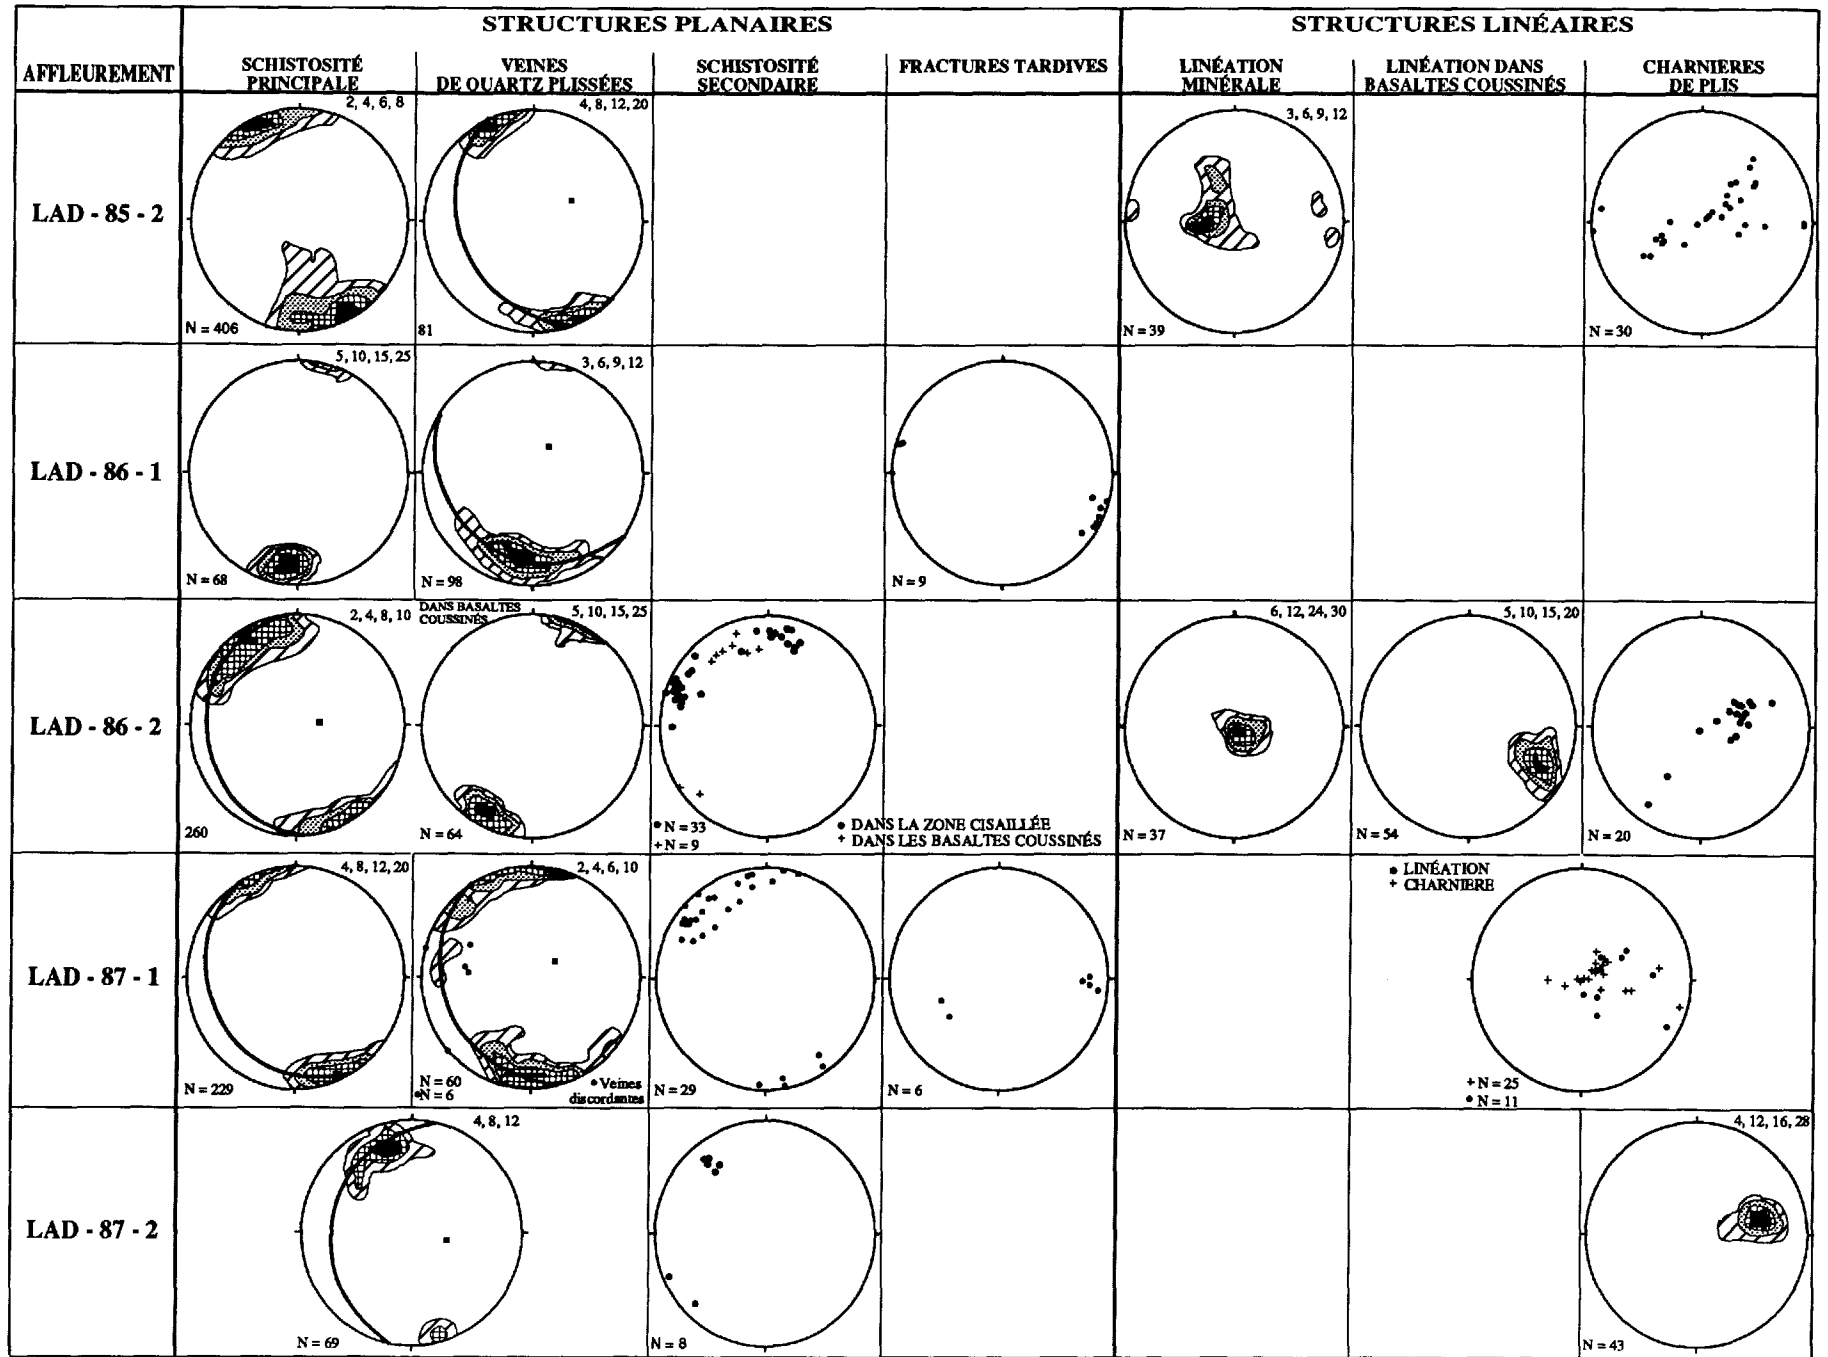 STRUCTURES PLANAIRES
STRUCTURES LINÉAIRES
AFFLEUREMENT
SCHISTOSITÉ
PRINCIPALE
VEINES
DE QUARTZ PLISSÉES
SCHISTOSITÉ
SECONDAIRE
FRACTURES TARDIVES
LINÉATION
MINÉRALE
LINÉATION DANS
BASALTES COUSSINÉS
CHARNIERES
DE PLIS
LAD - 85 - 2
2, 4, 6, 8
N = 406
4, 8, 12, 20
81
3, 6, 9, 12
N = 39
N = 30
LAD - 86 - 1
5, 10, 15, 25
N = 68
3, 6, 9, 12
N = 98
N = 9
LAD - 86 - 2
2, 4, 8, 10
260
DANS BASALTES
COUSSINÉS
5, 10, 15, 25
N = 64
• N = 33
+ N = 9
• DANS LA ZONE CISAILLÉE
+ DANS LES BASALTES COUSSINÉS
6, 12, 24, 30
N = 37
5, 10, 15, 20
N = 54
N = 20
LAD - 87 - 1
4, 8, 12, 20
N = 229
2, 4, 6, 10
N = 60
• N = 6
• Veines
discordantes
N = 29
N = 6
• LINÉATION
+ CHARNIERE
+ N = 25
• N = 11
LAD - 87 - 2
4, 8, 12
N = 69
N = 8
4, 12, 16, 28
N = 43